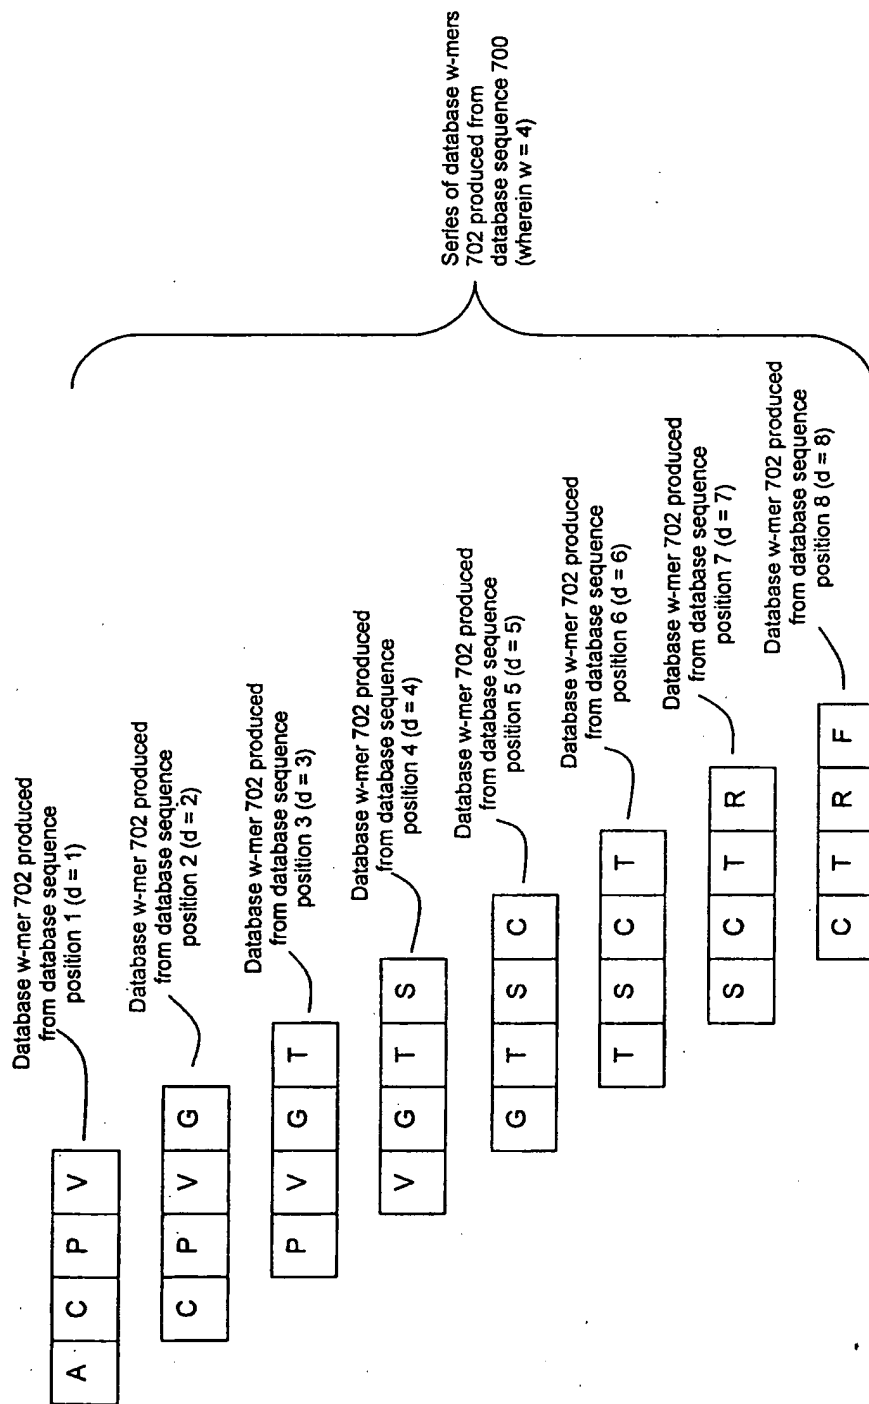 A C P V
Database w-mer 702 produced
from database sequence
position 1 (d = 1)
C P V G
Database w-mer 702 produced
from database sequence
position 2 (d = 2)
P V G T
Database w-mer 702 produced
from database sequence
position 3 (d = 3)
V G T S
Database w-mer 702 produced
from database sequence
position 4 (d = 4)
G T S C
Database w-mer 702 produced
from database sequence
position 5 (d = 5)
T S C T
Database w-mer 702 produced
from database sequence
position 6 (d = 6)
S C T R
Database w-mer 702 produced
from database sequence
position 7 (d = 7)
C T R F
Database w-mer 702 produced
from database sequence
position 8 (d = 8)
Series of database w-mers
702 produced from
database sequence 700
(wherein w = 4)